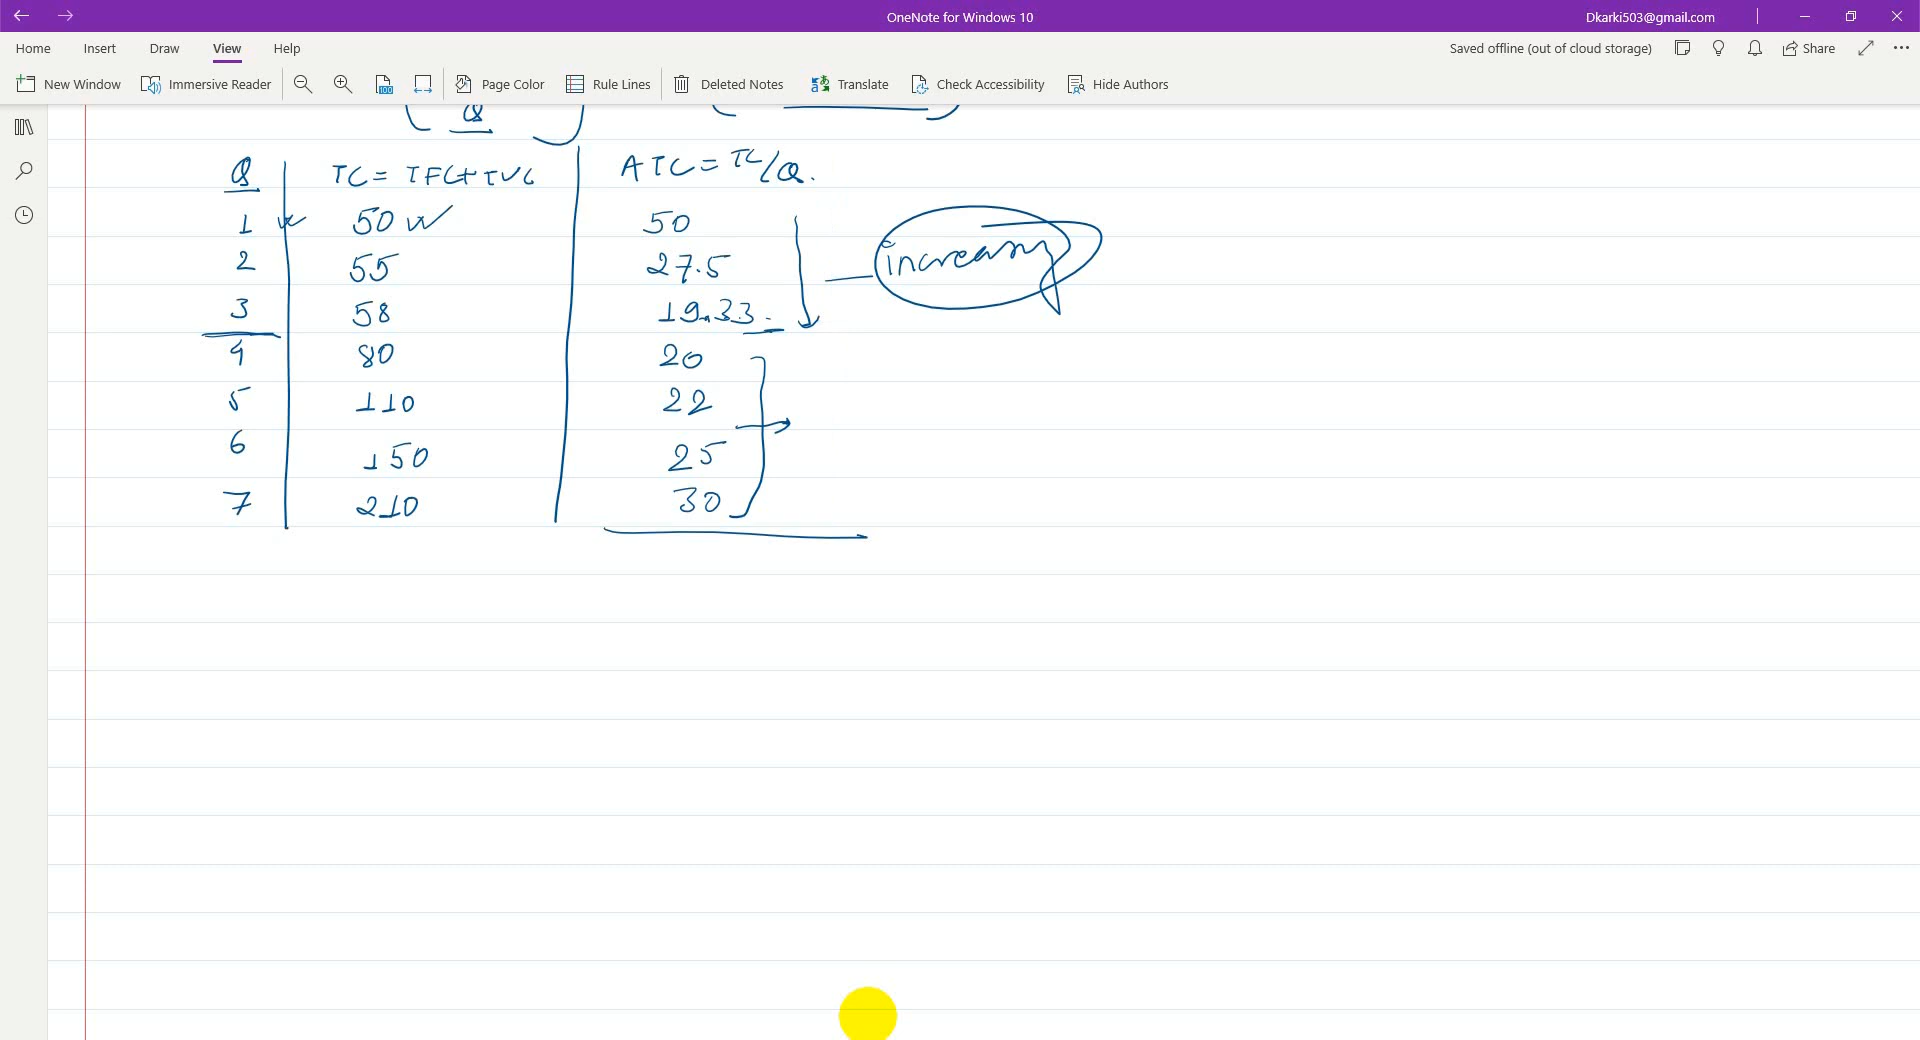 OneNote for Windows 10 Dkarki503@gmail.com
Home Insert Draw View Help Saved offline (out of cloud storage) Share
New Window Immersive Reader 100 Page Color Rule Lines Deleted Notes Translate Check Accessibility Hide Authors
Q
Q TC = TFC+TVC ATC = TC/Q.
1 50 50
2 55 27.5 increasing
3 58 19.33
4 80 20
5 110 22
6 150 25
7 210 30